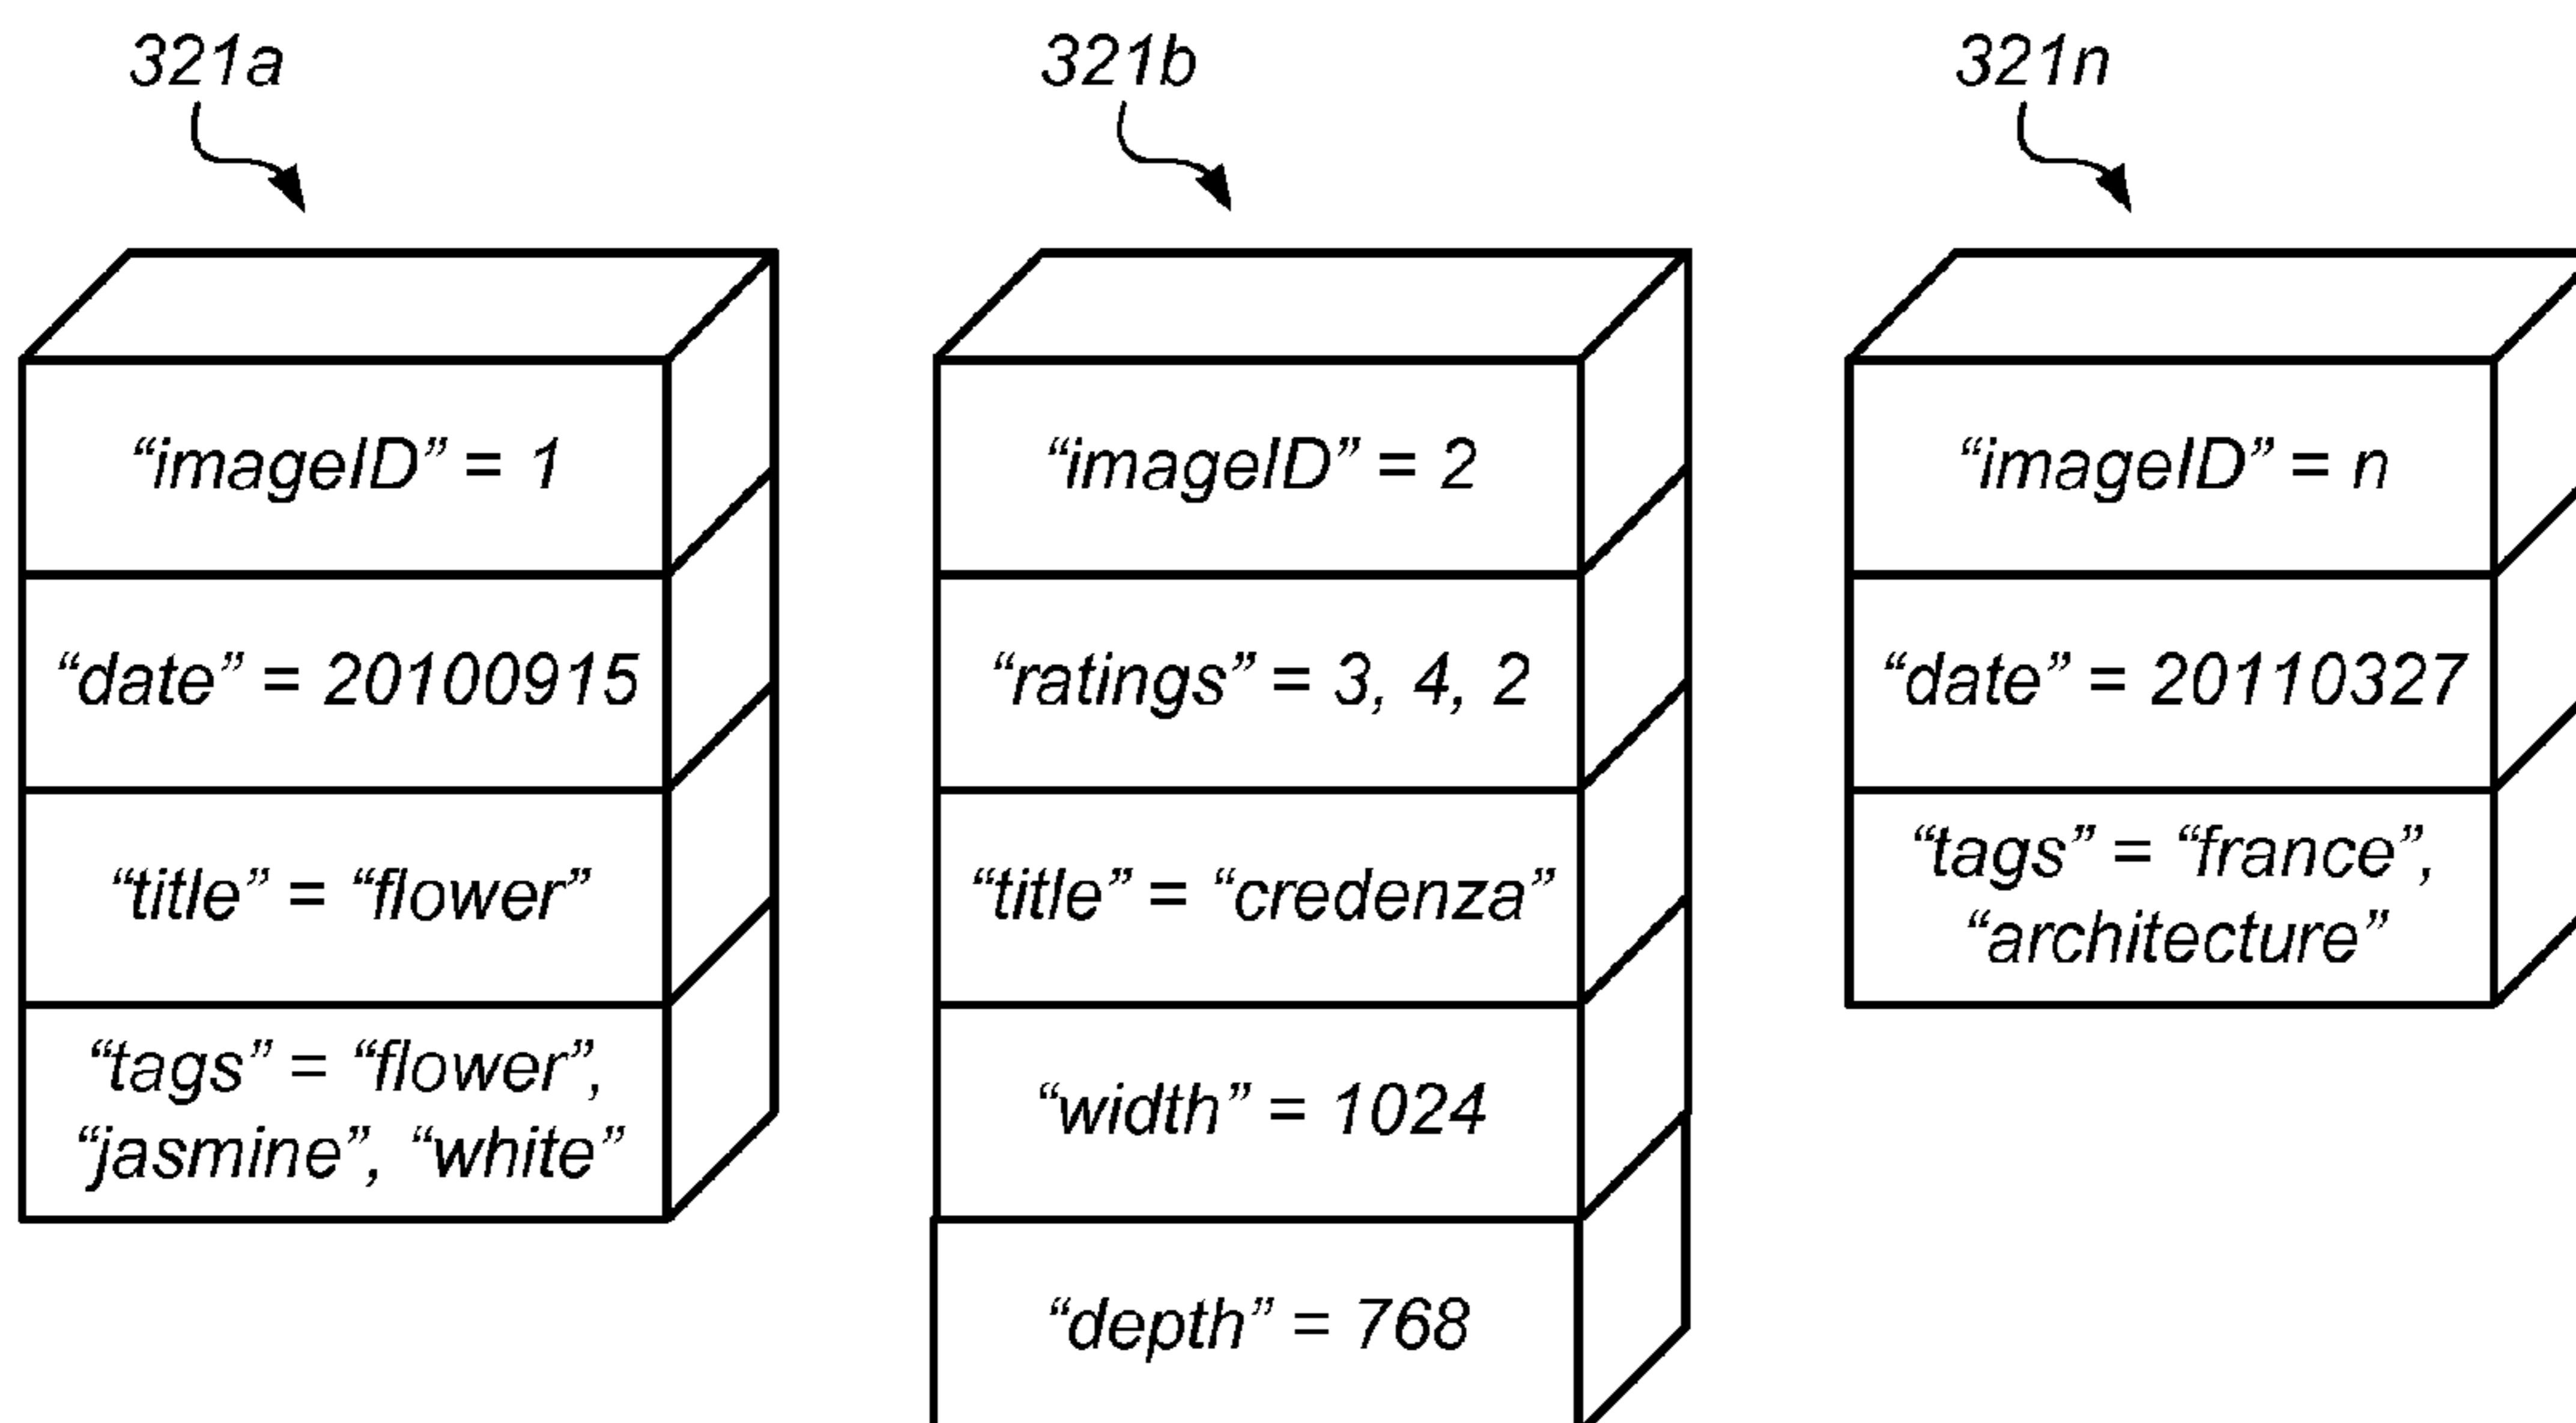 321a
“imageID” = 1
“date” = 20100915
“title” = “flower”
“tags” = “flower”,
“jasmine”, “white”
321b
“imageID” = 2
“ratings” = 3, 4, 2
“title” = “credenza”
“width” = 1024
“depth” = 768
321n
“imageID” = n
“date” = 20110327
“tags” = “france”,
“architecture”